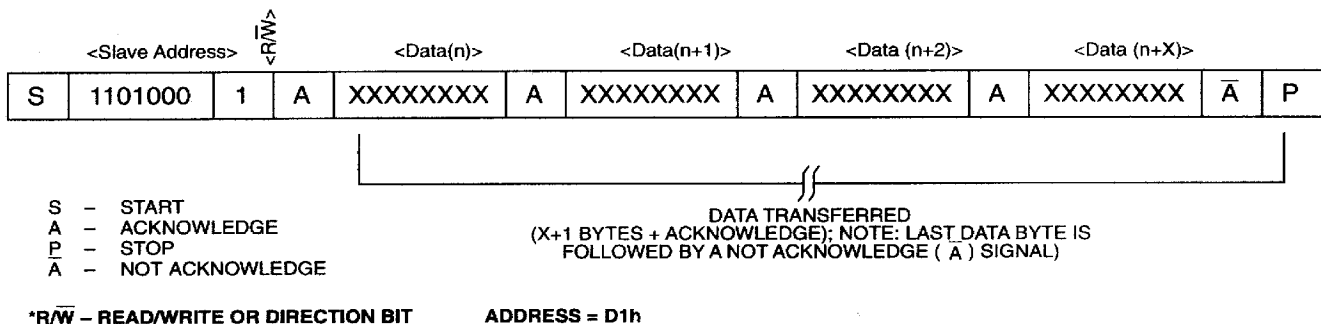 <Slave Address> <R/W̅> <Data(n)> <Data(n+1)> <Data (n+2)> <Data (n+X)>
S 1101000 1 A XXXXXXXX A XXXXXXXX A XXXXXXXX A XXXXXXXX A̅ P
S – START
A – ACKNOWLEDGE
P – STOP
A̅ – NOT ACKNOWLEDGE
DATA TRANSFERRED
(X+1 BYTES + ACKNOWLEDGE); NOTE: LAST DATA BYTE IS
FOLLOWED BY A NOT ACKNOWLEDGE ( A̅ ) SIGNAL)
*R/W̅ – READ/WRITE OR DIRECTION BIT ADDRESS = D1h